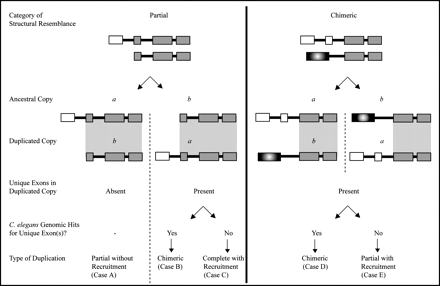 Category of
Structural Resemblance
Partial
Chimeric
Ancestral Copy
a
b
a
b
Duplicated Copy
b
a
b
a
Unique Exons in
Duplicated Copy
Absent
Present
Present
C. elegans Genomic Hits
for Unique Exon(s)?
-
Yes
No
Yes
No
Type of Duplication
Partial without
Recruitment
(Case A)
Chimeric
(Case B)
Complete with
Recruitment
(Case C)
Chimeric
(Case D)
Partial with
Recruitment
(Case E)